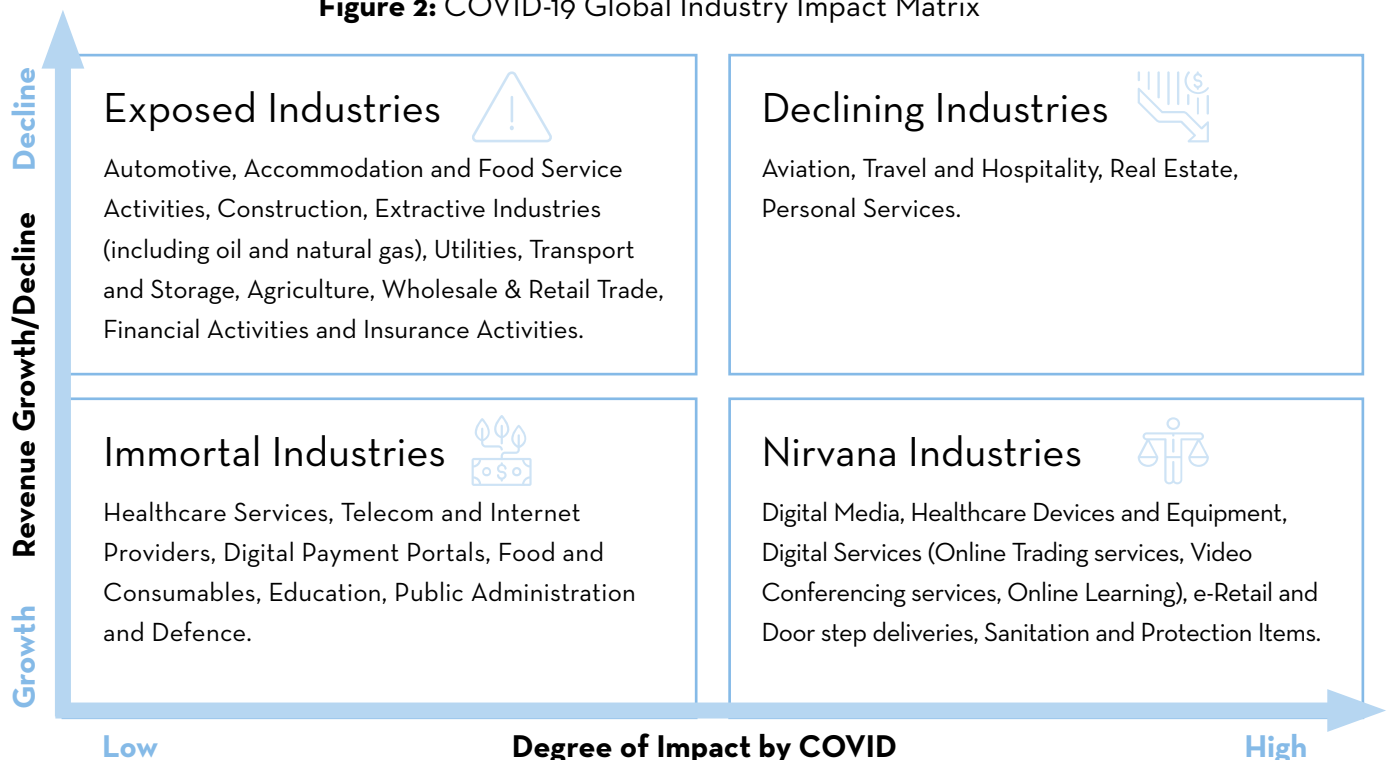 Figure 2: COVID-19 Global Industry Impact Matrix
Decline
Revenue Growth/Decline
Growth
Exposed Industries
Automotive, Accommodation and Food Service
Activities, Construction, Extractive Industries
(including oil and natural gas), Utilities, Transport
and Storage, Agriculture, Wholesale & Retail Trade,
Financial Activities and Insurance Activities.
Declining Industries
Aviation, Travel and Hospitality, Real Estate,
Personal Services.
Immortal Industries
Healthcare Services, Telecom and Internet
Providers, Digital Payment Portals, Food and
Consumables, Education, Public Administration
and Defence.
Nirvana Industries
Digital Media, Healthcare Devices and Equipment,
Digital Services (Online Trading services, Video
Conferencing services, Online Learning), e-Retail and
Door step deliveries, Sanitation and Protection Items.
Low
Degree of Impact by COVID
High